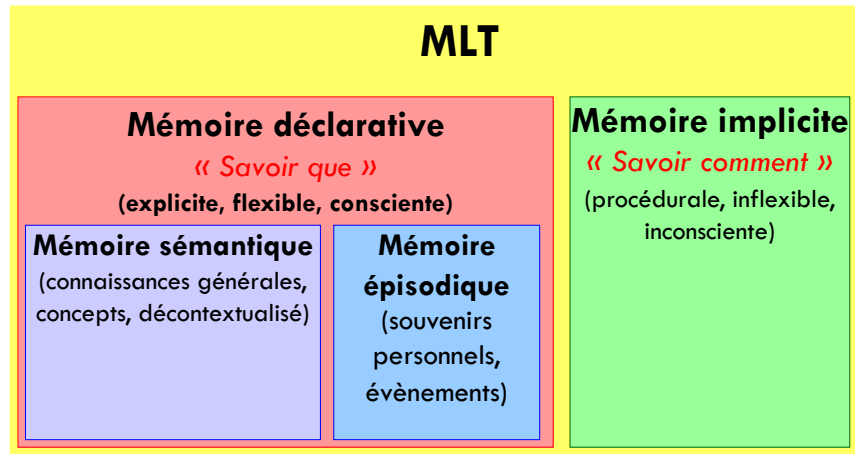 MLT
Mémoire déclarative
« Savoir que »
(explicite, flexible, consciente)
Mémoire sémantique
(connaissances générales,
concepts, décontextualisé)
Mémoire
épisodique
(souvenirs
personnels,
évènements)
Mémoire implicite
« Savoir comment »
(procédurale, inflexible,
inconsciente)